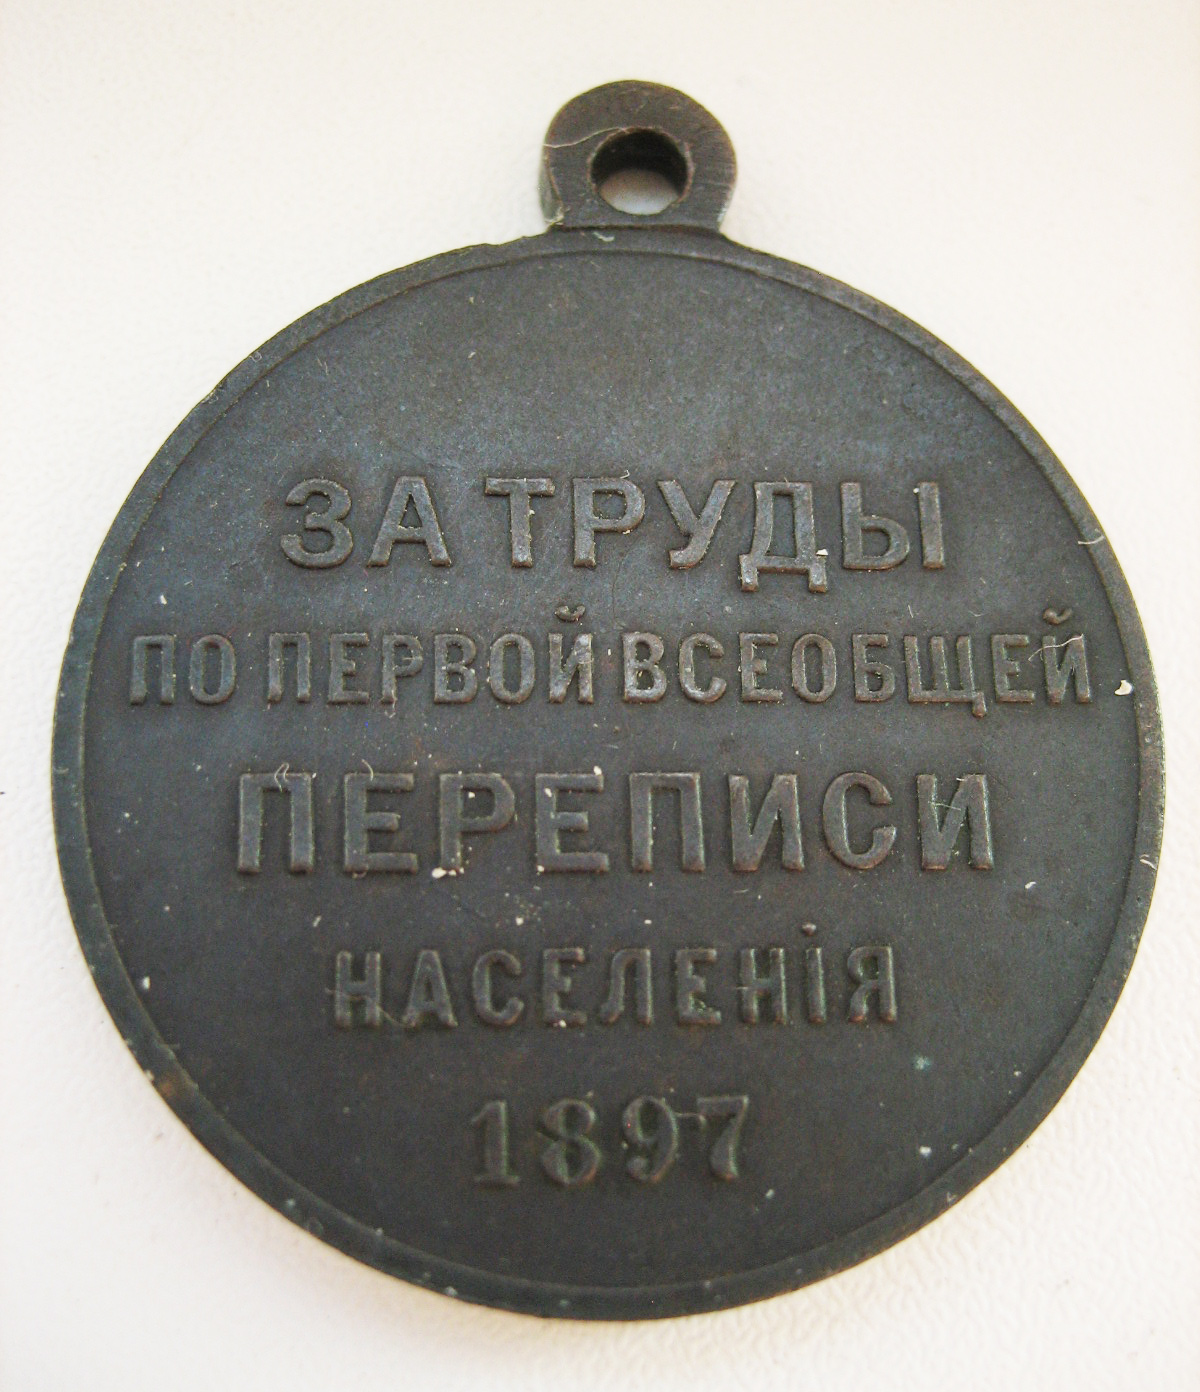 ЗА ТРУДЫ
ПО ПЕРВОЙ ВСЕОБЩЕЙ
ПЕРЕПИСИ
НАСЕЛЕНІЯ
1897